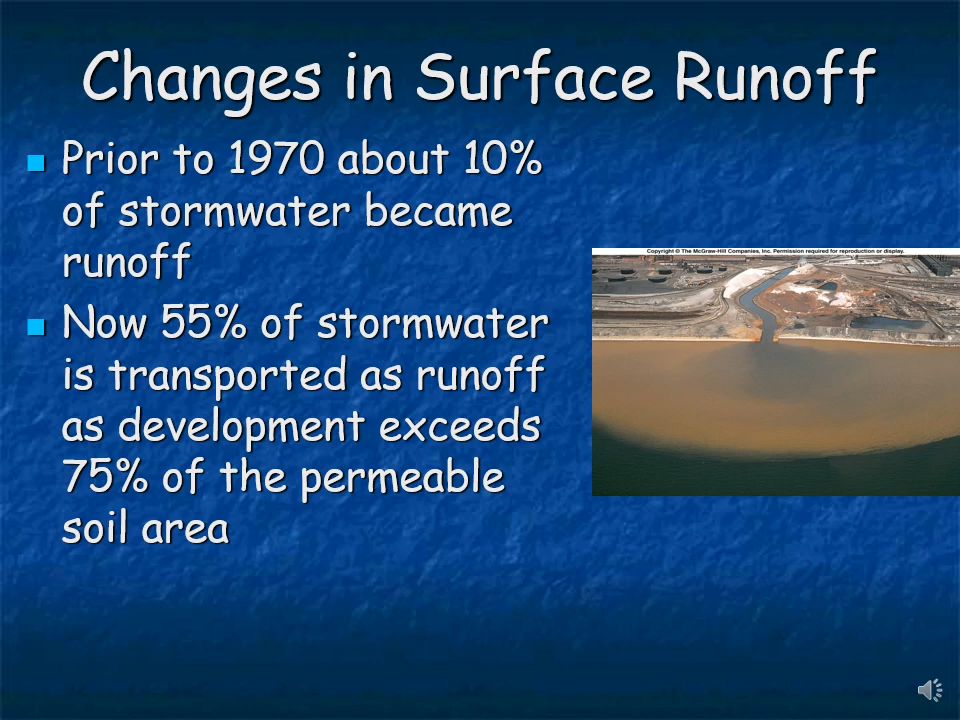 Changes in Surface Runoff
Prior to 1970 about 10%
of stormwater became
runoff
Now 55% of stormwater
is transported as runoff
as development exceeds
75% of the permeable
soil area
Copyright © The McGraw-Hill Companies, Inc. Permission required for reproduction or display.